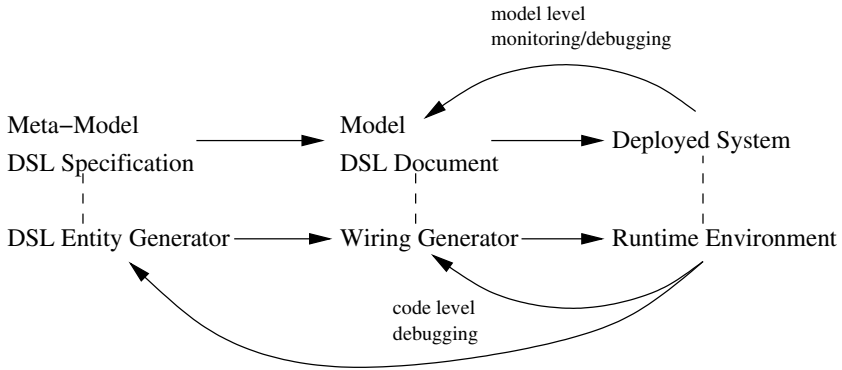 model level
monitoring/debugging
Meta−Model
DSL Specification
Model
DSL Document
Deployed System
DSL Entity Generator
Wiring Generator
Runtime Environment
code level
debugging